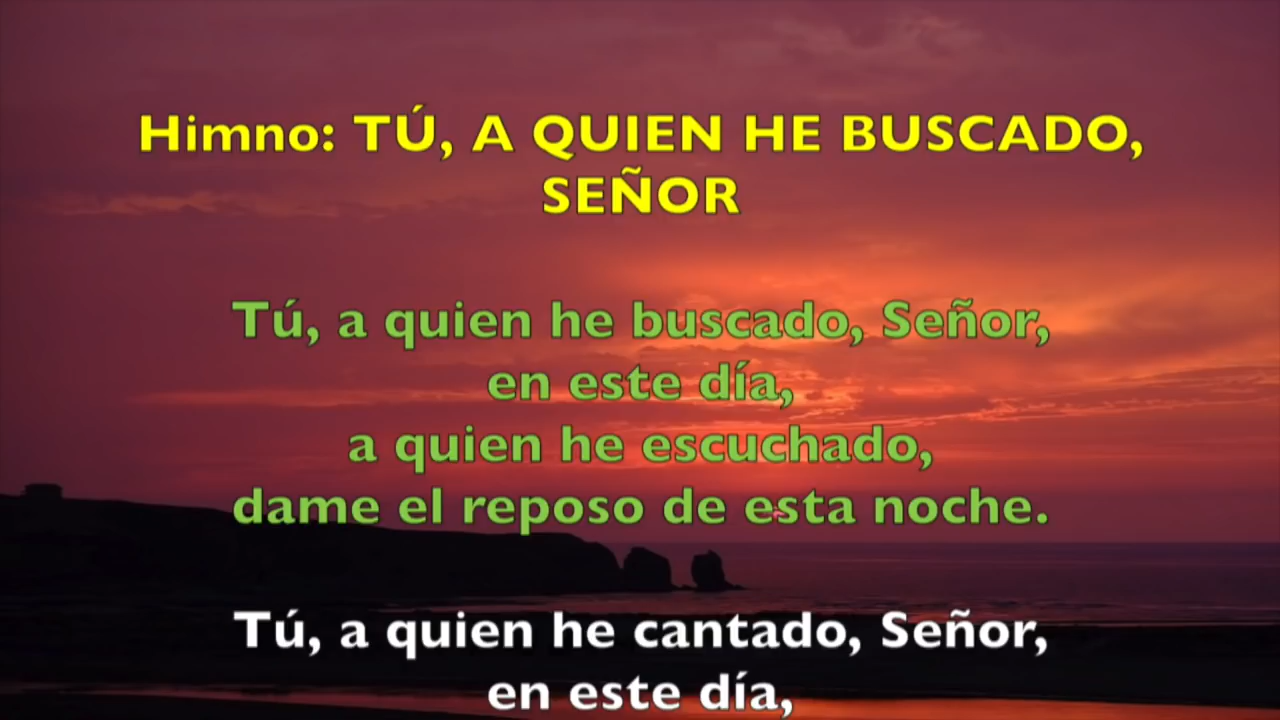 Himno: TÚ, A QUIEN HE BUSCADO,
SEÑOR
Tú, a quien he buscado, Señor,
en este día,
a quien he escuchado,
dame el reposo de esta noche.
Tú, a quien he cantado, Señor,
en este día,